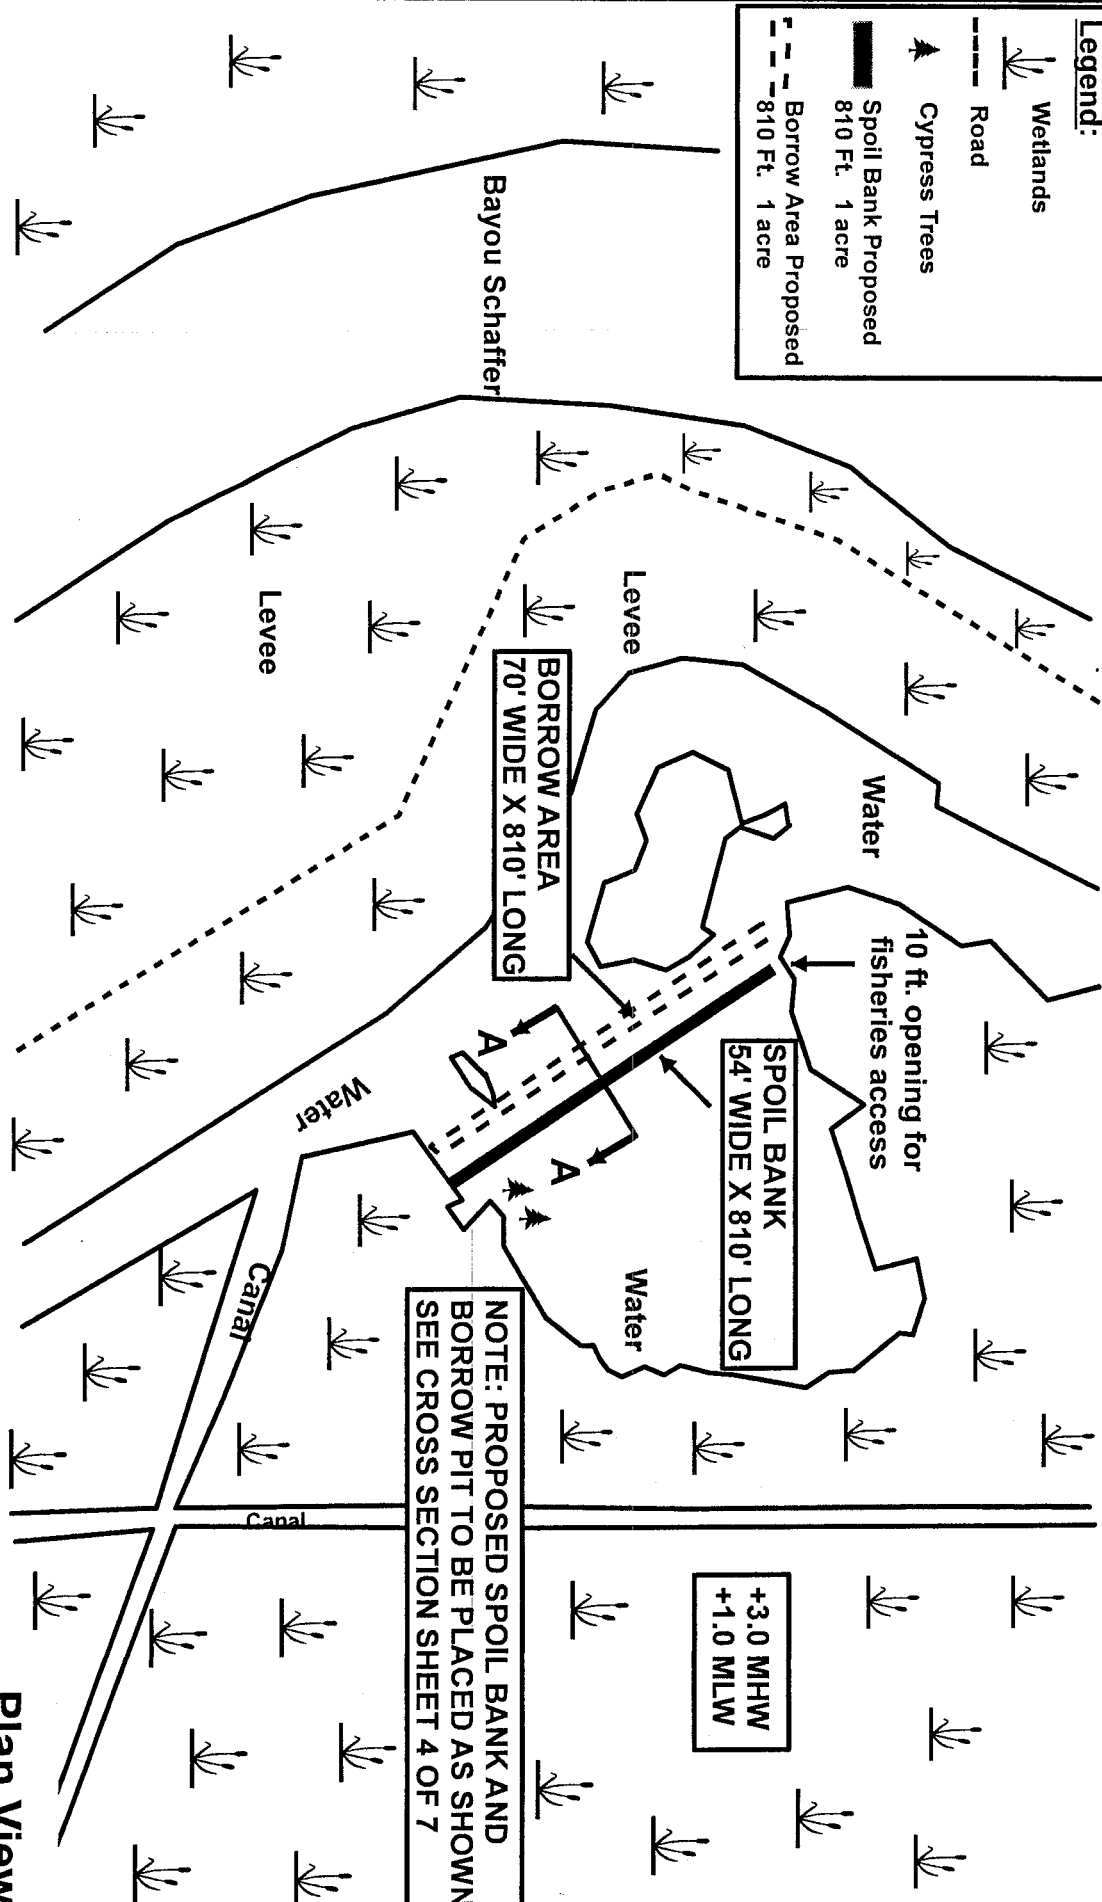 Legend:
Wetlands
Road
Cypress Trees
Spoil Bank Proposed
810 Ft. 1 acre
Borrow Area Proposed
810 Ft. 1 acre
Bayou Schaffer
Levee
Levee
Water
10 ft. opening for
fisheries access
BORROW AREA
70' WIDE X 810' LONG
SPOIL BANK
54' WIDE X 810' LONG
A
A
Water
Water
Canal
Canal
+3.0 MHW
+1.0 MLW
NOTE: PROPOSED SPOIL BANK AND
BORROW PIT TO BE PLACED AS SHOWN
SEE CROSS SECTION SHEET 4 OF 7
Plan View